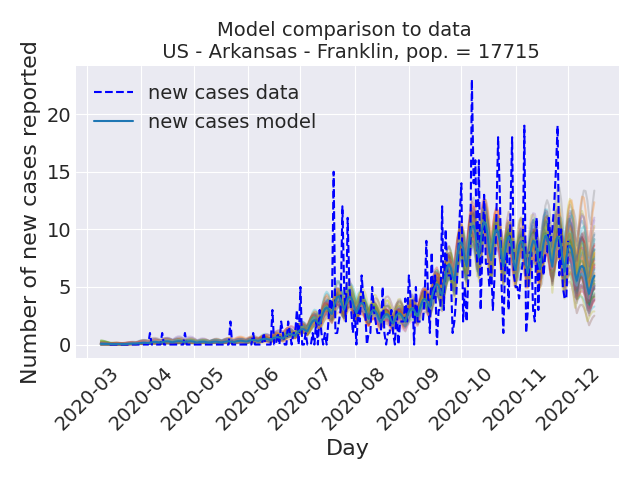 Model comparison to data
US - Arkansas - Franklin, pop. = 17715
Number of new cases reported
new cases data
new cases model
20
15
10
5
0
2020-03
2020-04
2020-05
2020-06
2020-07
2020-08
2020-09
2020-10
2020-11
2020-12
Day